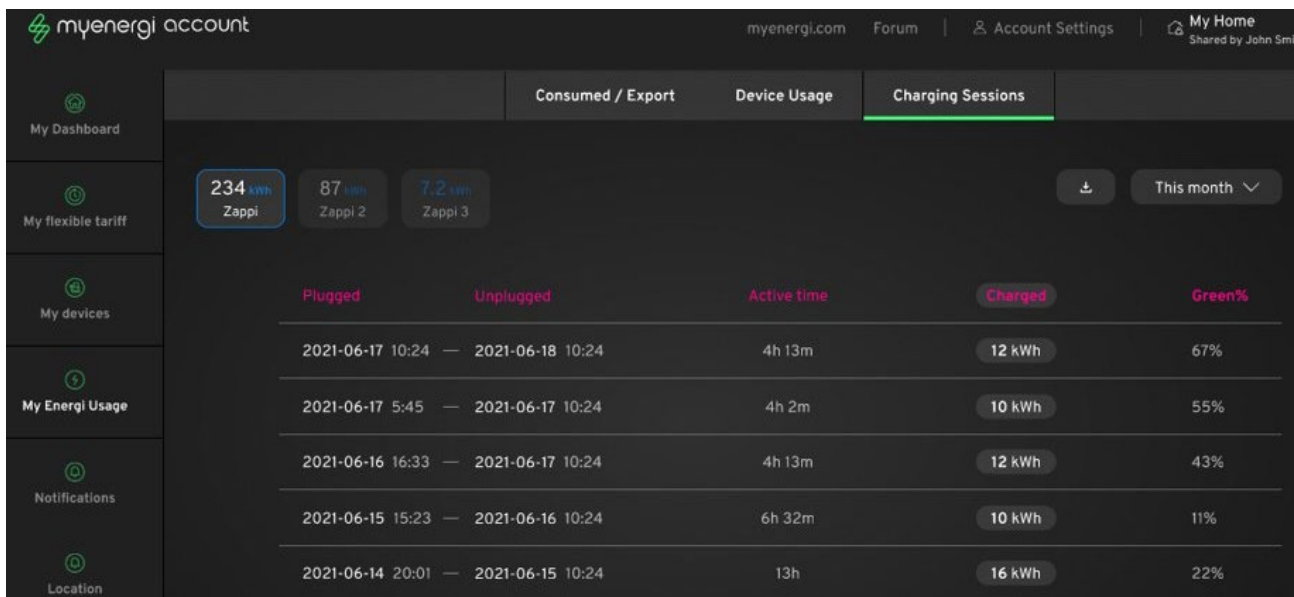 myenergi account
myenergi.com Forum | Account Settings | My Home
Shared by John Smi
My Dashboard
My flexible tariff
My devices
My Energi Usage
Notifications
Location
Consumed / Export Device Usage Charging Sessions
234 kWh Zappi
87 kWh Zappi 2
7.2 kWh Zappi 3
This month
Plugged Unplugged Active time Charged Green%
2021-06-17 10:24 — 2021-06-18 10:24 4h 13m 12 kWh 67%
2021-06-17 5:45 — 2021-06-17 10:24 4h 2m 10 kWh 55%
2021-06-16 16:33 — 2021-06-17 10:24 4h 13m 12 kWh 43%
2021-06-15 15:23 — 2021-06-16 10:24 6h 32m 10 kWh 11%
2021-06-14 20:01 — 2021-06-15 10:24 13h 16 kWh 22%